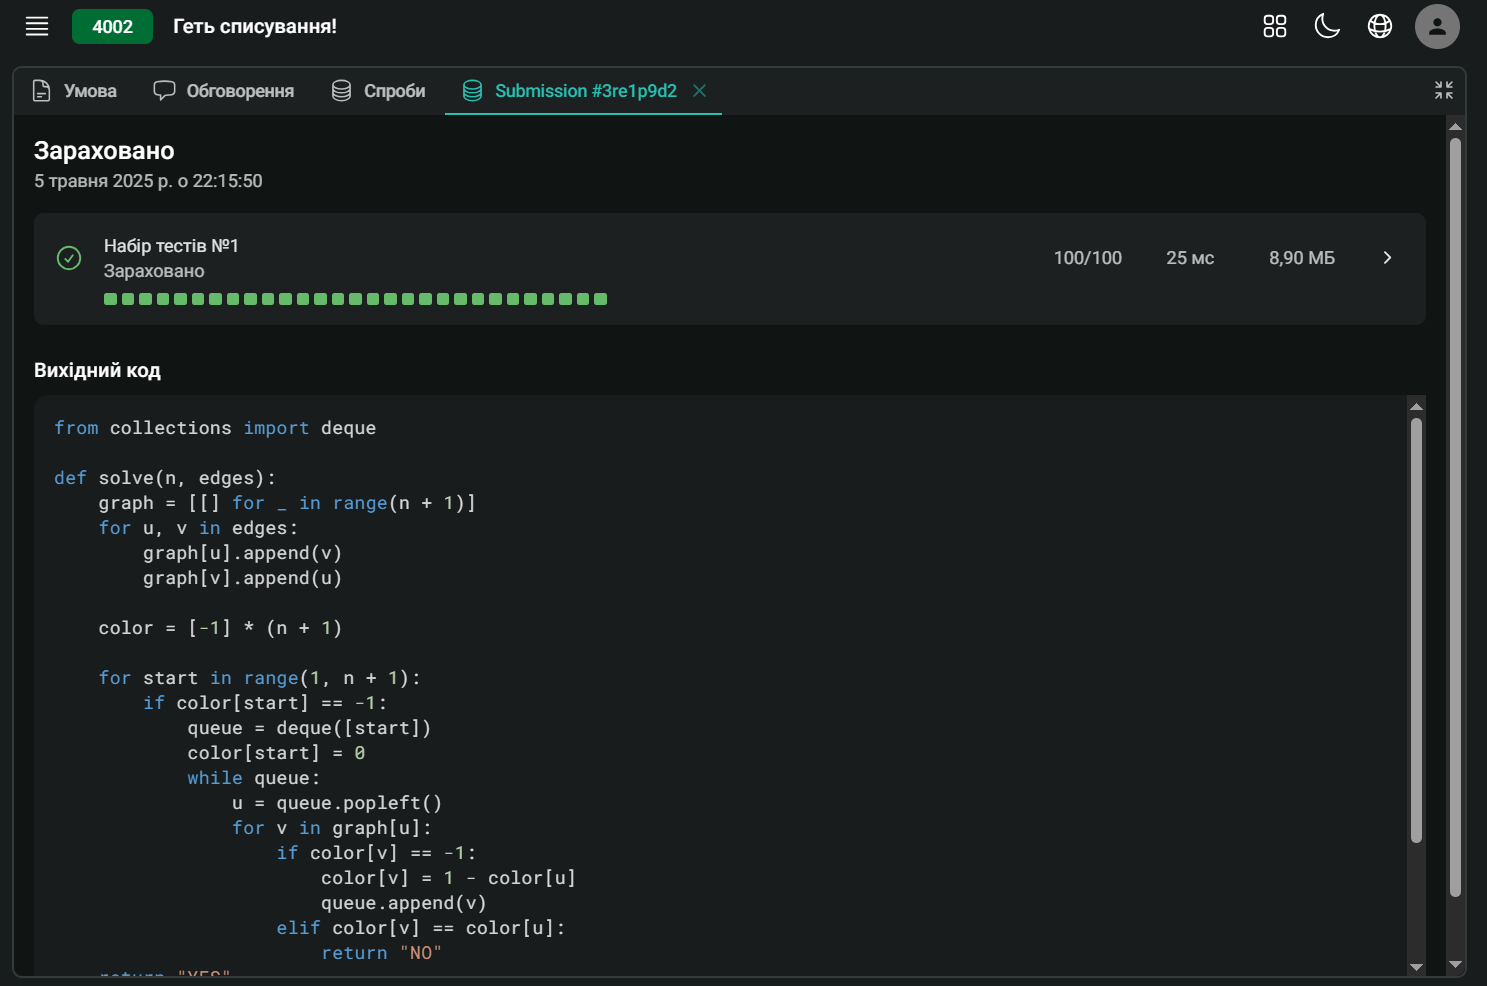 4002 Геть списування!
Умова Обговорення Спроби Submission #3re1p9d2
Зараховано
5 травня 2025 р. о 22:15:50
Набір тестів №1
Зараховано
100/100 25 мс 8,90 МБ
Вихідний код
from collections import deque
def solve(n, edges):
    graph = [[] for _ in range(n + 1)]
    for u, v in edges:
        graph[u].append(v)
        graph[v].append(u)
    color = [-1] * (n + 1)
    for start in range(1, n + 1):
        if color[start] == -1:
            queue = deque([start])
            color[start] = 0
            while queue:
                u = queue.popleft()
                for v in graph[u]:
                    if color[v] == -1:
                        color[v] = 1 - color[u]
                        queue.append(v)
                    elif color[v] == color[u]:
                        return "NO"
    return "YES"